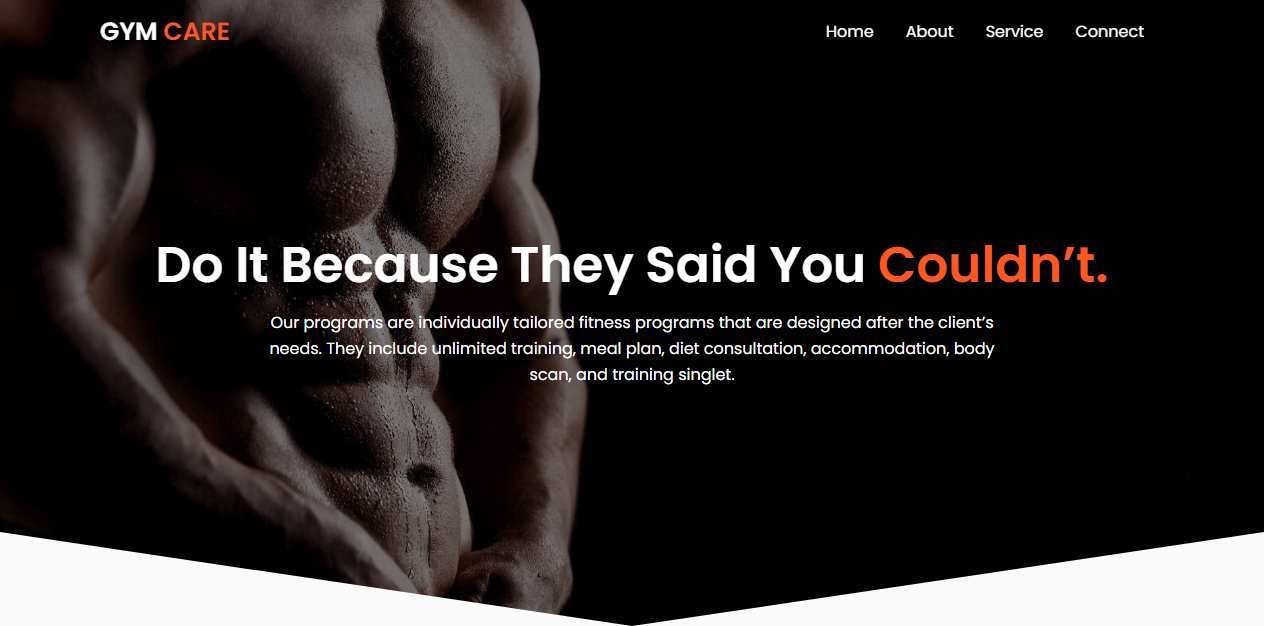 GYM CARE
Home About Service Connect
Do It Because They Said You Couldn’t.
Our programs are individually tailored fitness programs that are designed after the client’s
needs. They include unlimited training, meal plan, diet consultation, accommodation, body
scan, and training singlet.